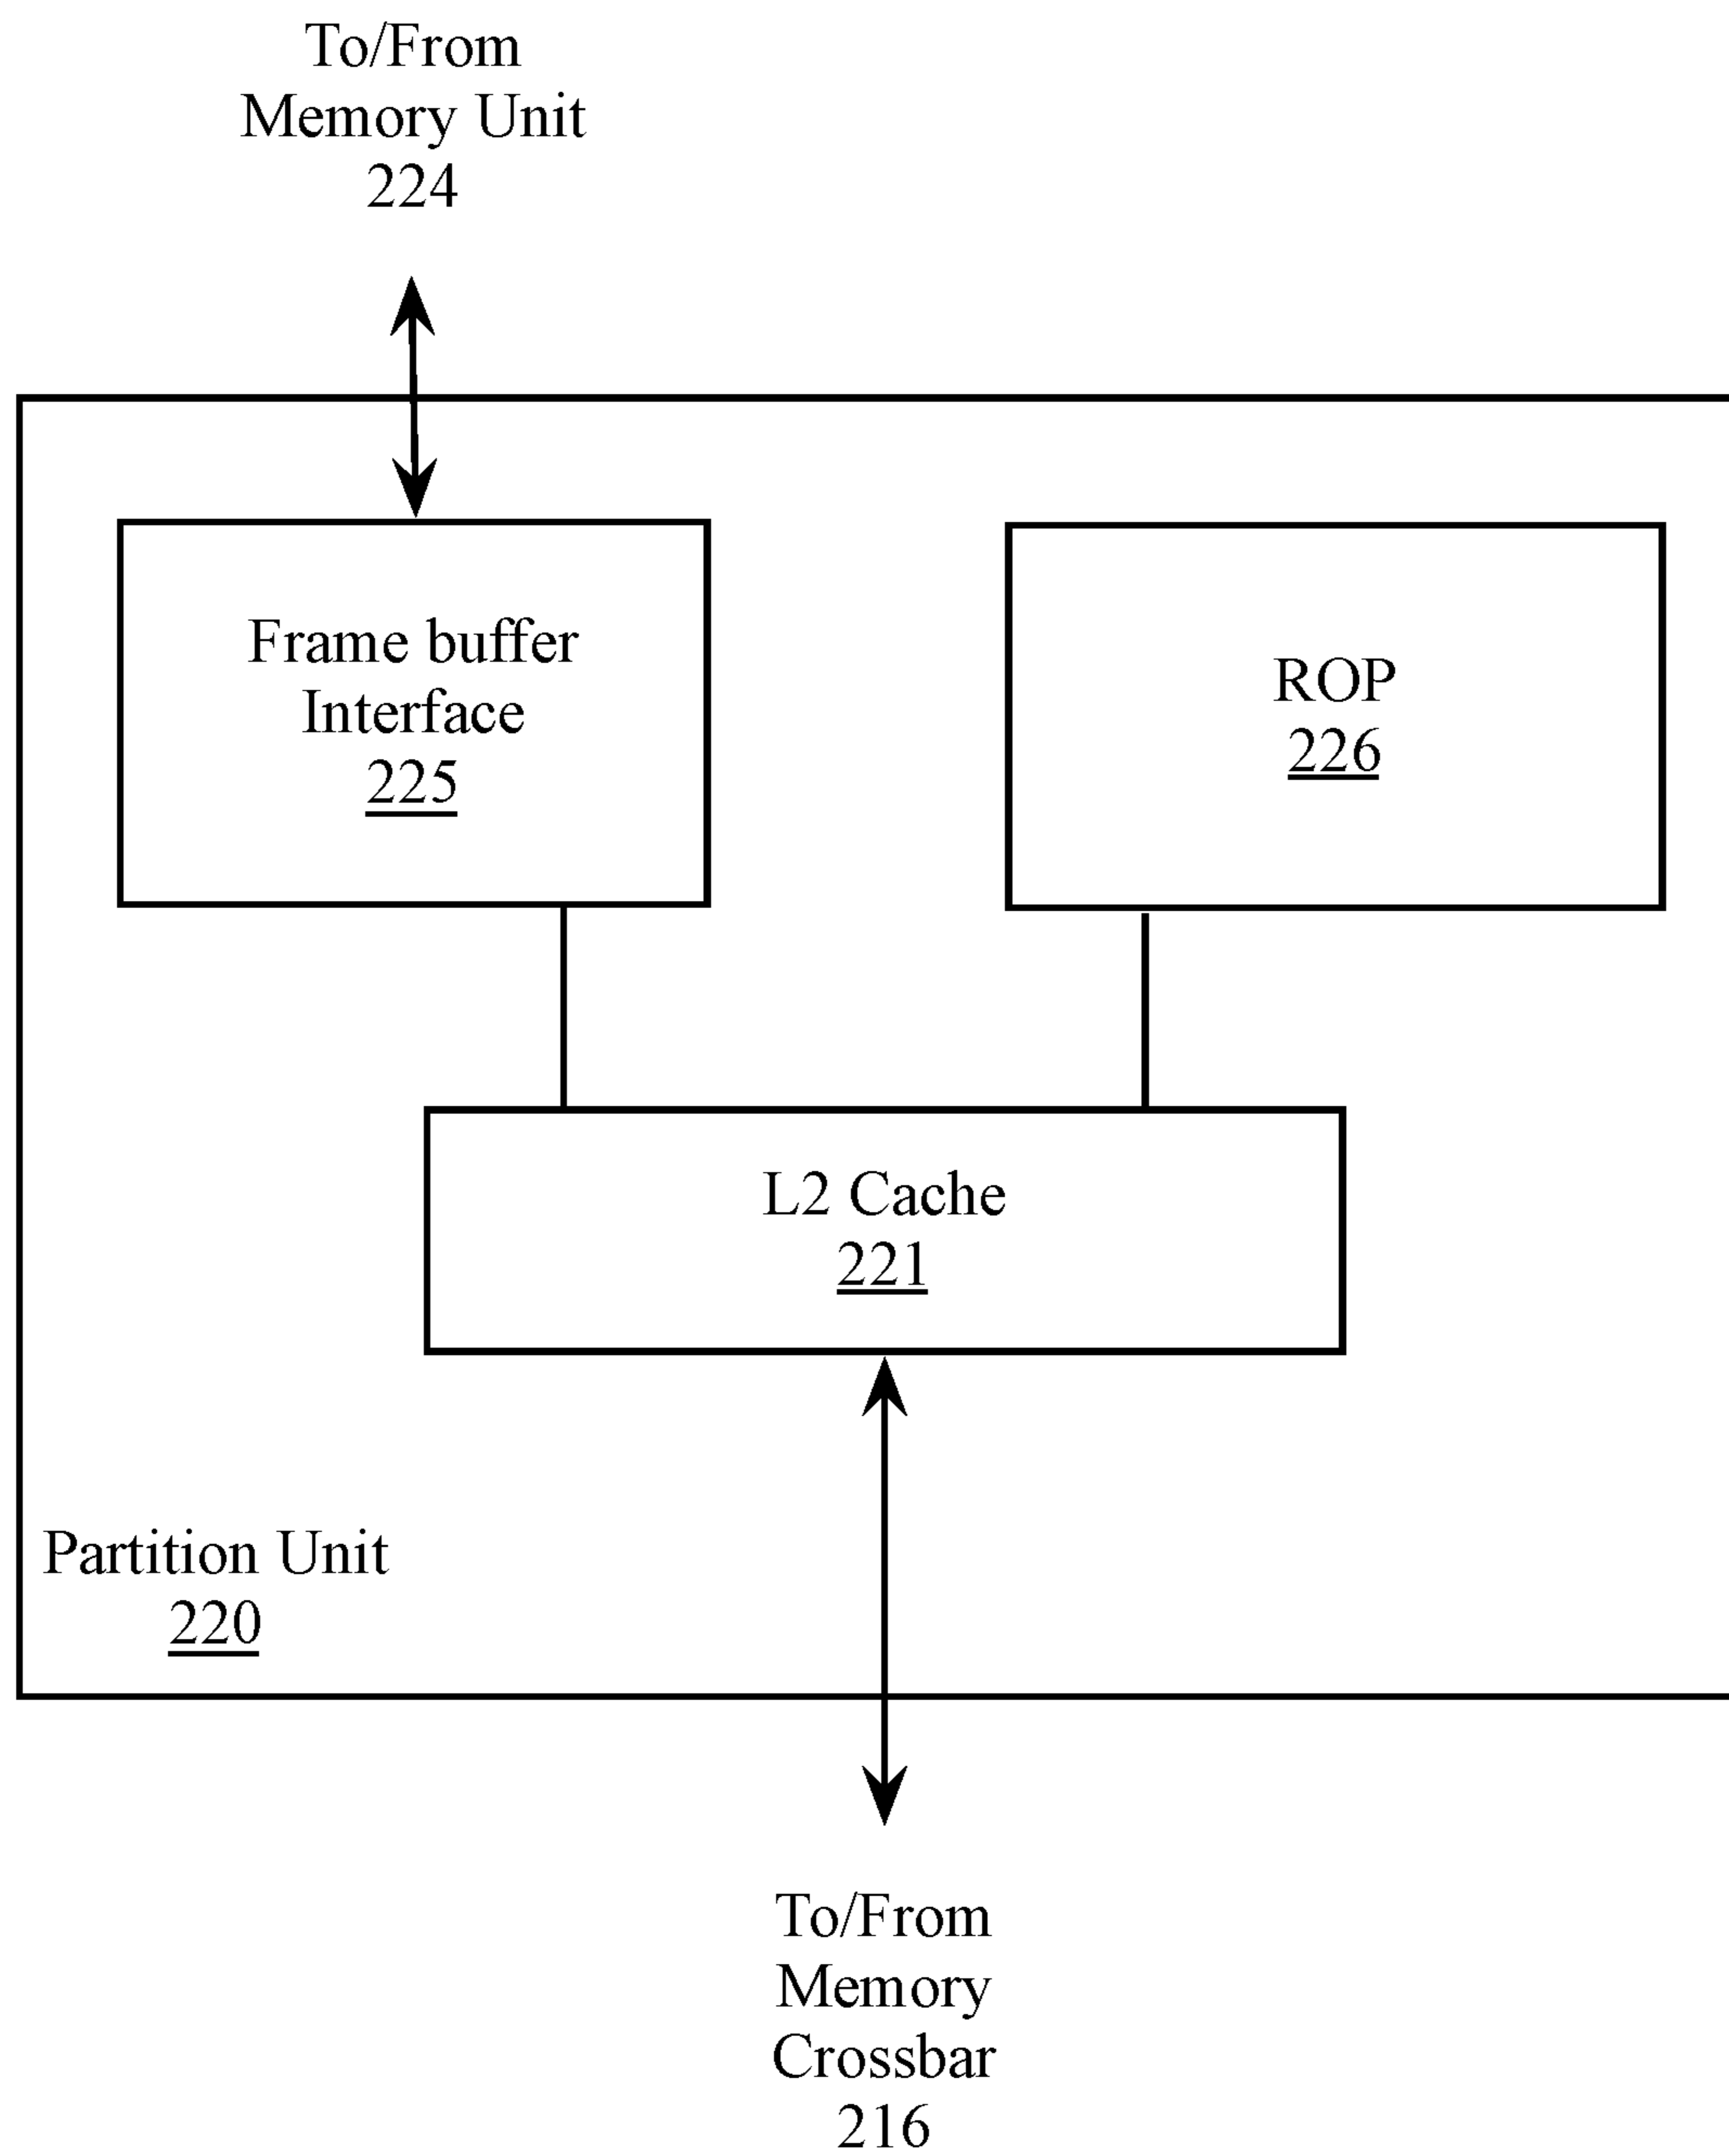 To/From
Memory Unit
224
Frame buffer
Interface
225
ROP
226
L2 Cache
221
Partition Unit
220
To/From
Memory
Crossbar
216